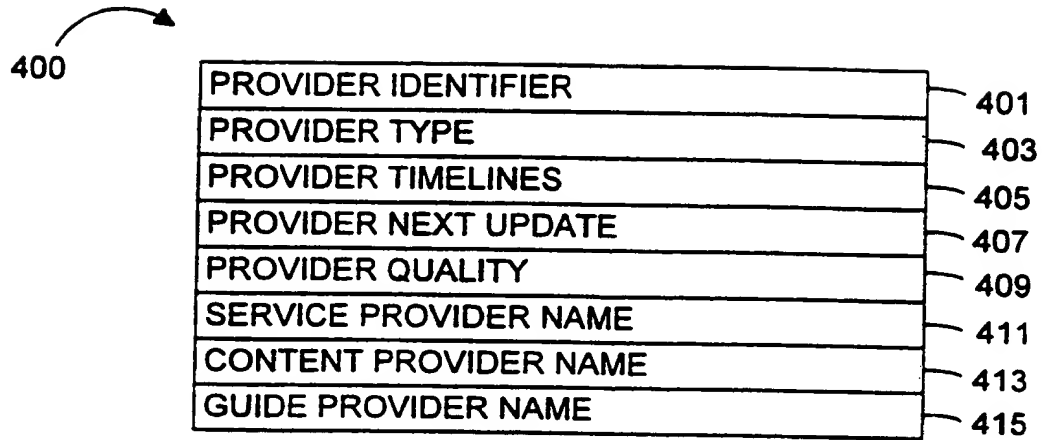 400
PROVIDER IDENTIFIER 401
PROVIDER TYPE 403
PROVIDER TIMELINES 405
PROVIDER NEXT UPDATE 407
PROVIDER QUALITY 409
SERVICE PROVIDER NAME 411
CONTENT PROVIDER NAME 413
GUIDE PROVIDER NAME 415